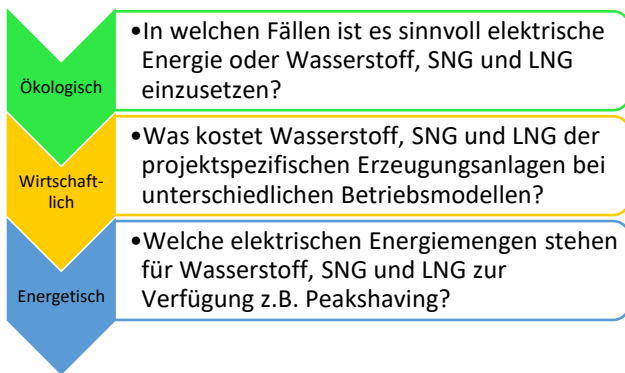 Ökologisch
•In welchen Fällen ist es sinnvoll elektrische
Energie oder Wasserstoff, SNG und LNG
einzusetzen?
Wirtschaft-
lich
•Was kostet Wasserstoff, SNG und LNG der
projektspezifischen Erzeugungsanlagen bei
unterschiedlichen Betriebsmodellen?
Energetisch
•Welche elektrischen Energiemengen stehen
für Wasserstoff, SNG und LNG zur
Verfügung z.B. Peakshaving?